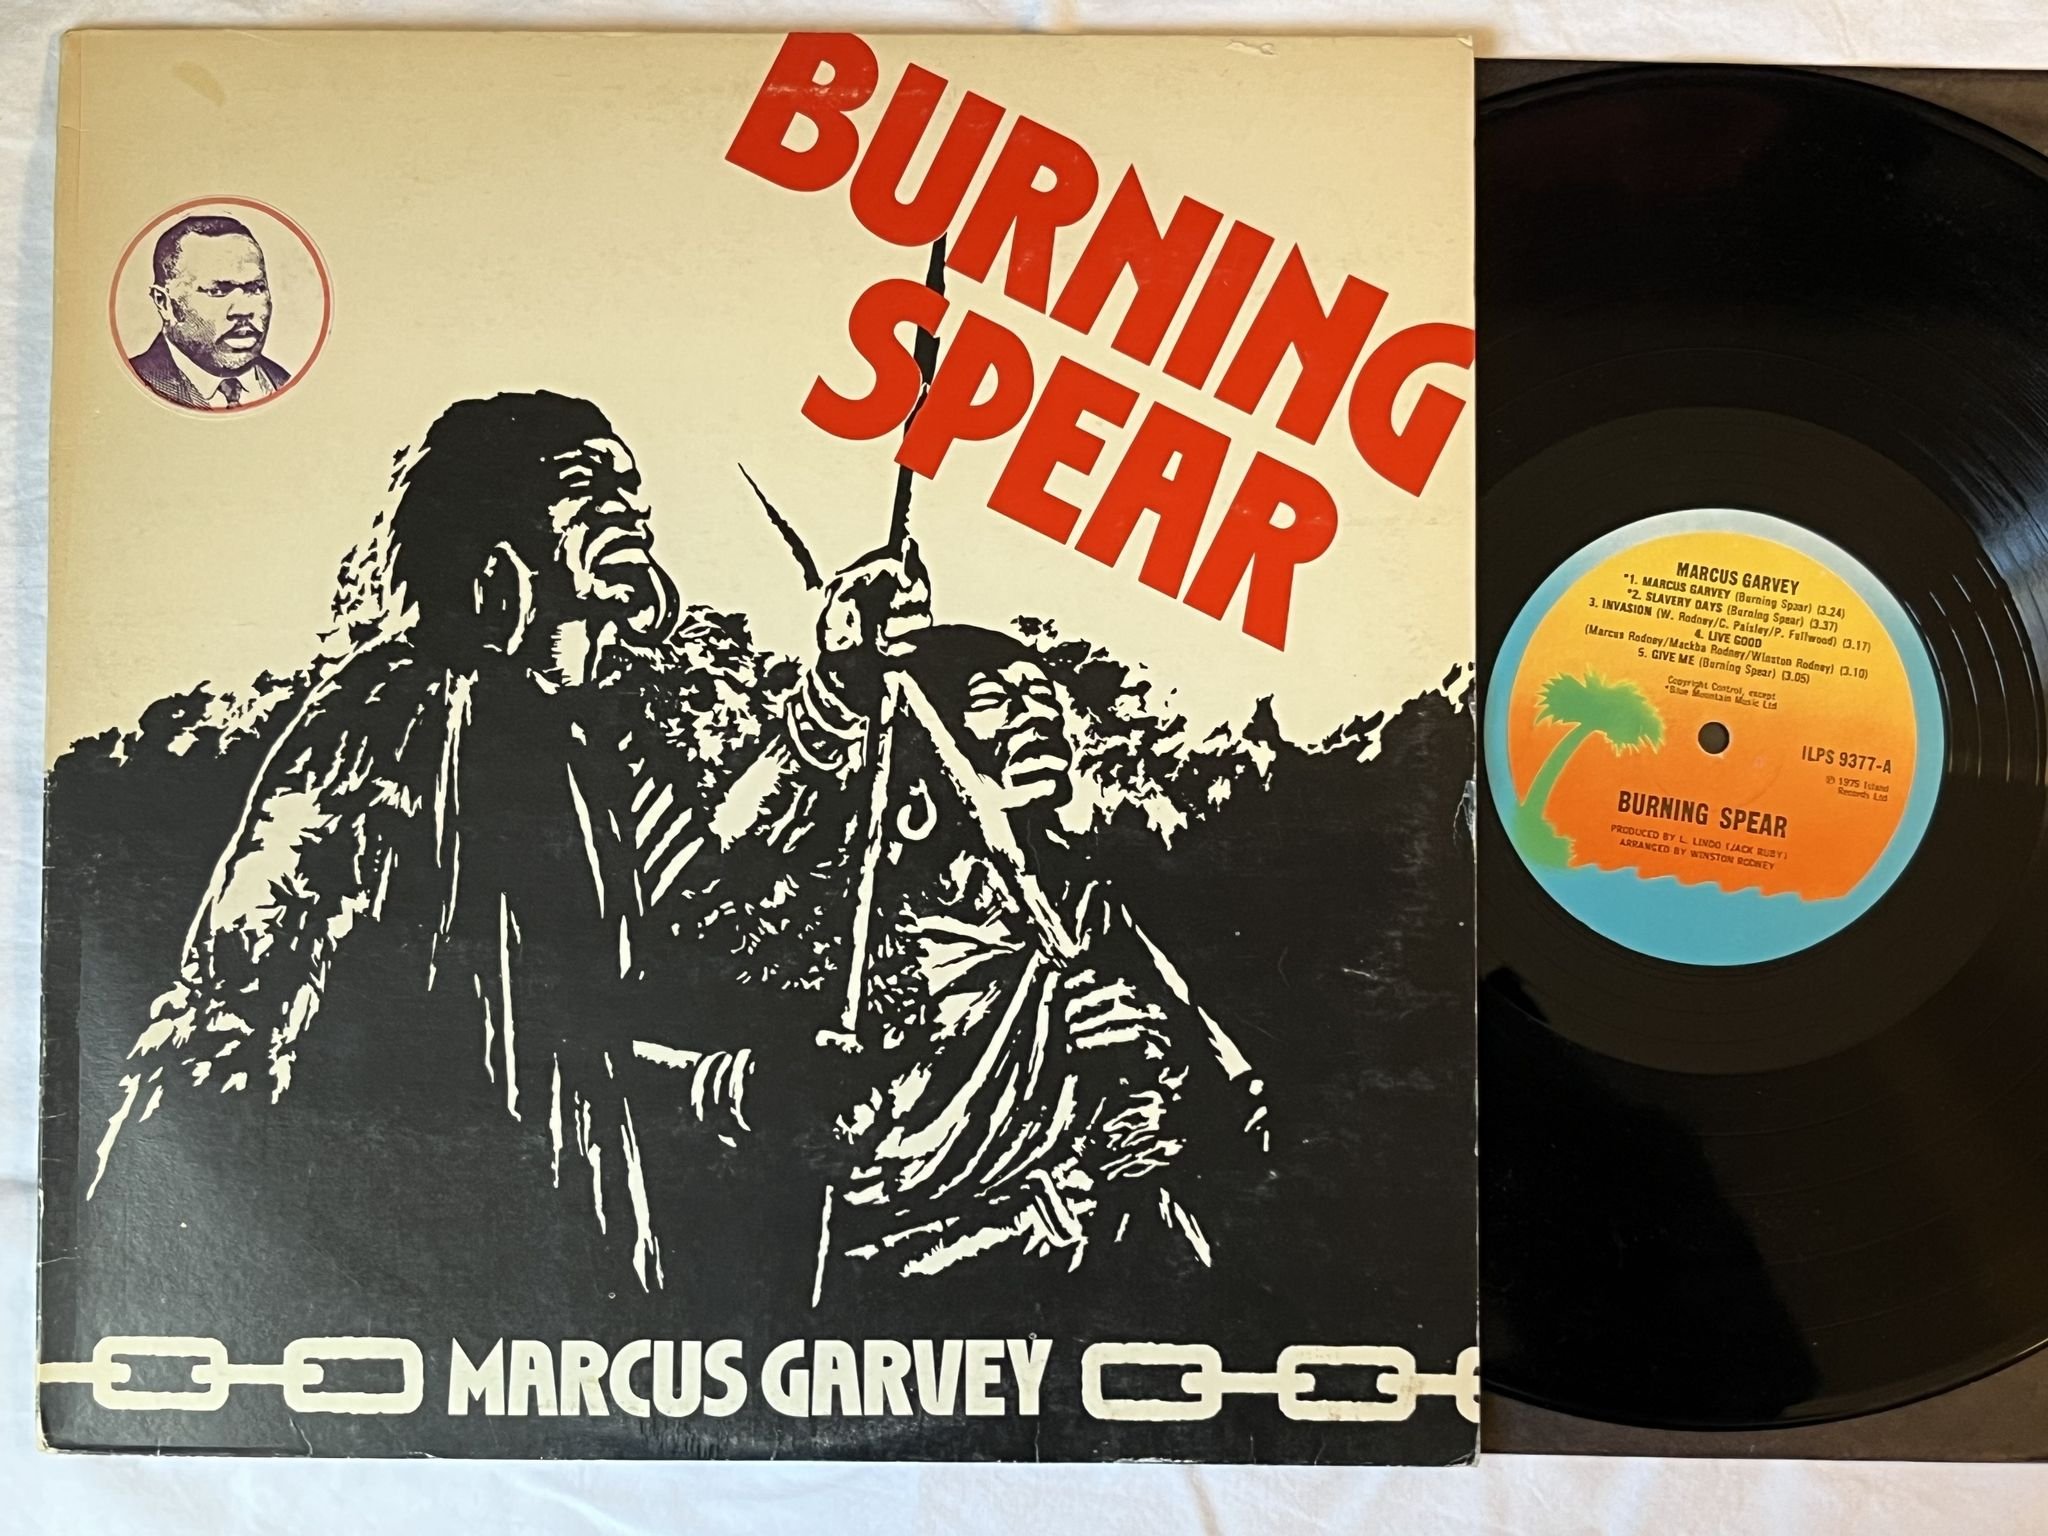 BURNING
SPEAR
MARCUS GARVEY
MARCUS GARVEY
*1. MARCUS GARVEY (Burning Spear) (3.24)
*2. SLAVERY DAYS (Burning Spear) (3.37)
3. INVASION (W. Rodney/C. Paisley/P. Fullwood) (3.17)
4. LIVE GOOD
(Marcus Rodney/Mackba Rodney/Winston Rodney) (3.10)
5. GIVE ME (Burning Spear) (3.05)
Copyright Control, except
*Blue Mountain Music Ltd
ILPS 9377-A
℗ 1975 Island
Records Ltd
BURNING SPEAR
PRODUCED BY L. LINDO (JACK RUBY)
ARRANGED BY WINSTON RODNEY